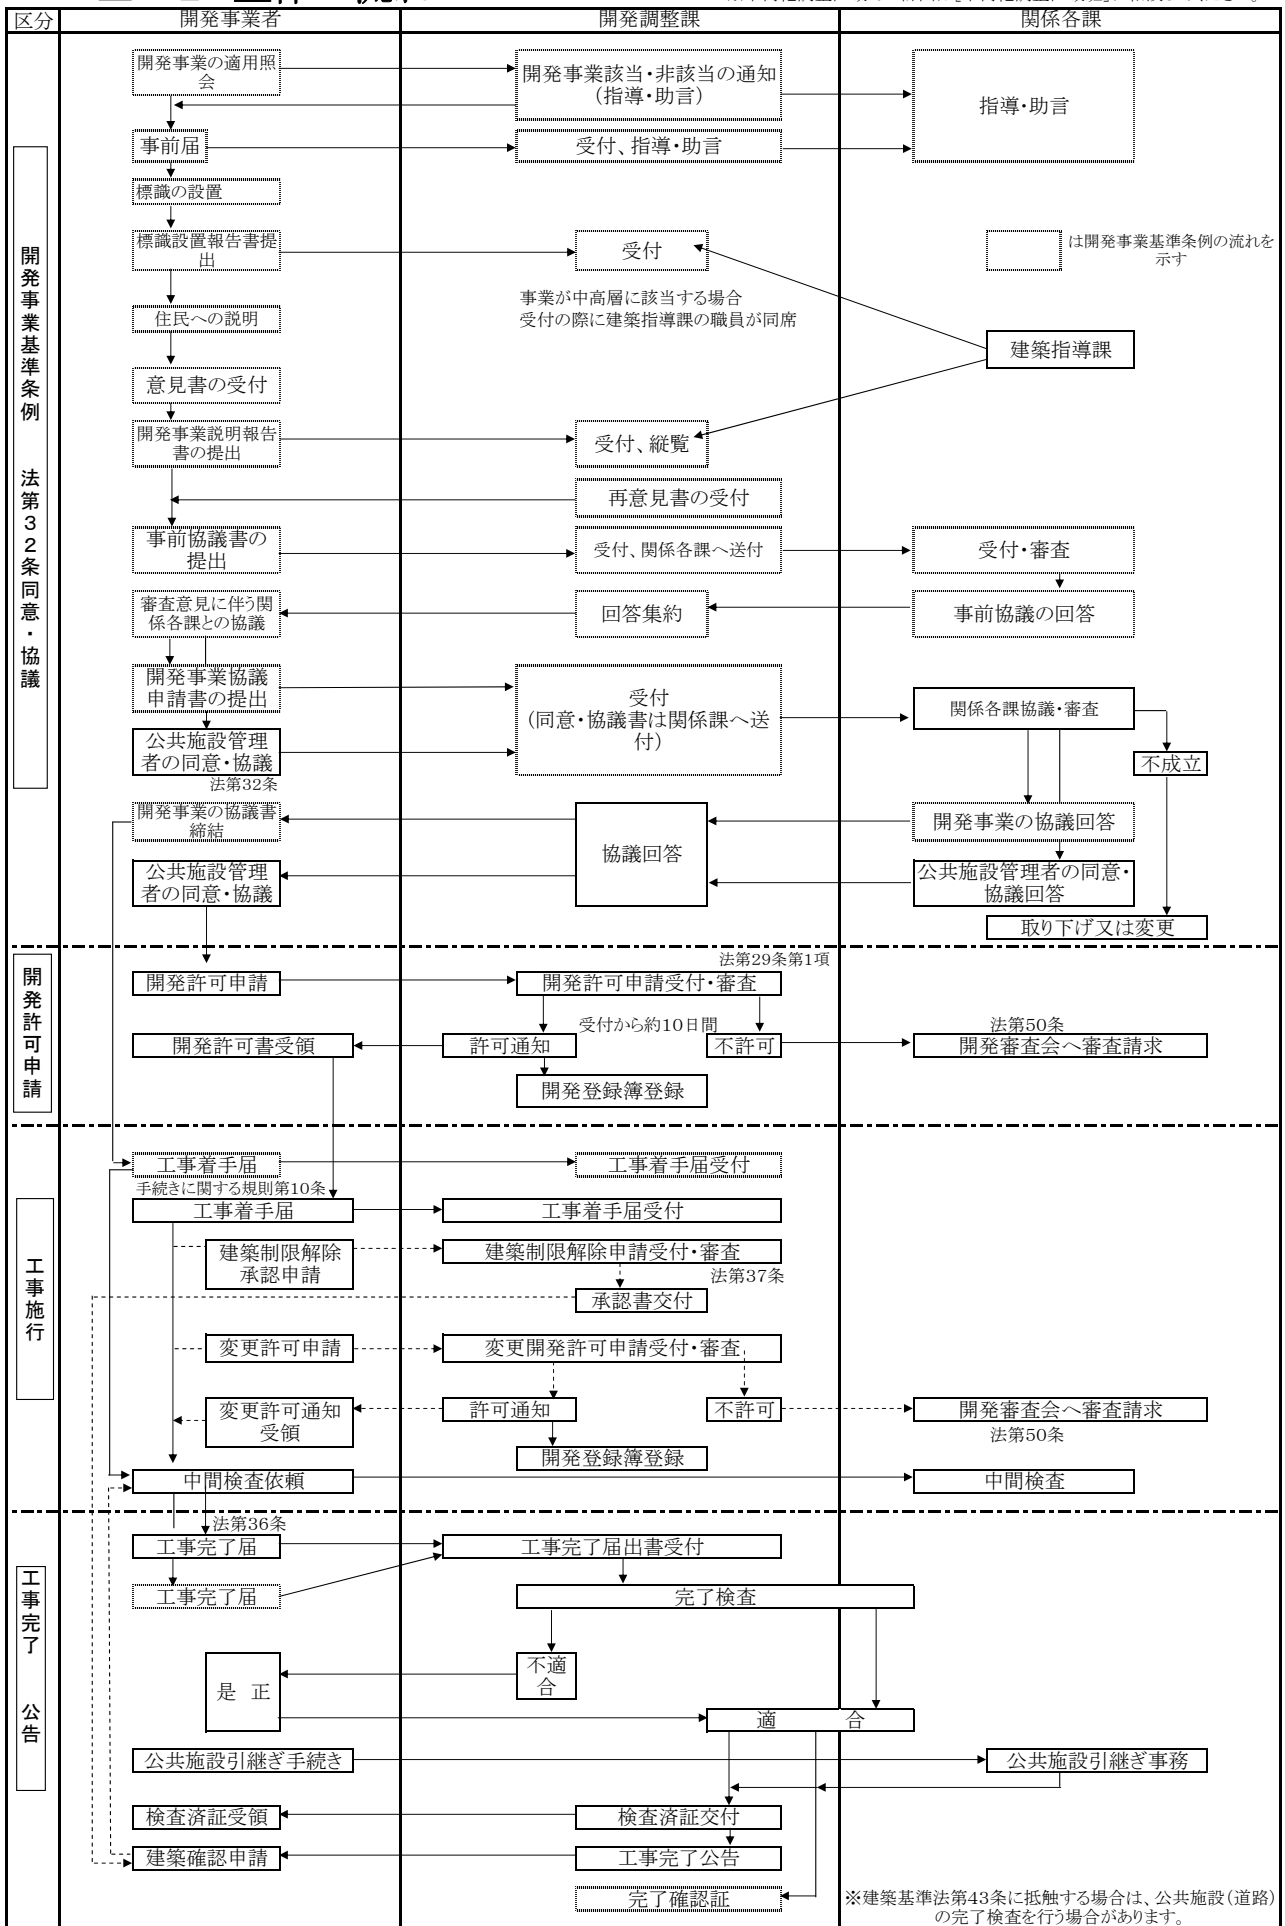 区分
開発事業者
開発調整課
関係各課
開発事業の適用照
会
開発事業該当・非該当の通知
（指導・助言）
指導・助言
事前届
受付、指導・助言
標識の設置
標識設置報告書提
出
受付
は開発事業基準条例の流れを
示す
事業が中高層に該当する場合
受付の際に建築指導課の職員が同席
住民への説明
建築指導課
意見書の受付
開発事業説明報告
書の提出
受付、縦覧
再意見書の受付
事前協議書の
提出
受付、関係各課へ送付
受付・審査
審査意見に伴う関
係各課との協議
回答集約
事前協議の回答
開発事業協議
申請書の提出
受付
（同意・協議書は関係課へ送
付）
関係各課協議・審査
公共施設管理
者の同意・協議
法第32条
不成立
開発事業の協議書
締結
協議回答
開発事業の協議回答
公共施設管理
者の同意・協議
公共施設管理者の同意・
協議回答
取り下げ又は変更
開発事業基準条例　法第32条同意・協議
開発許可申請
法第29条第1項
開発許可申請
開発許可申請受付・審査
受付から約10日間
法第50条
開発許可書受領
許可通知
不許可
開発審査会へ審査請求
開発登録簿登録
工事施行
工事着手届
工事着手届受付
手続きに関する規則第10条
工事着手届
工事着手届受付
建築制限解除
承認申請
建築制限解除申請受付・審査
法第37条
承認書交付
変更許可申請
変更開発許可申請受付・審査
変更許可通知
受領
許可通知
不許可
開発審査会へ審査請求
法第50条
開発登録簿登録
中間検査依頼
中間検査
工事完了　公告
法第36条
工事完了届
工事完了届出書受付
工事完了届
完了検査
不適
合
是　正
適　合
公共施設引継ぎ手続き
公共施設引継ぎ事務
検査済証受領
検査済証交付
建築確認申請
工事完了公告
完了確認証
※建築基準法第43条に抵触する場合は、公共施設（道路）
の完了検査を行う場合があります。